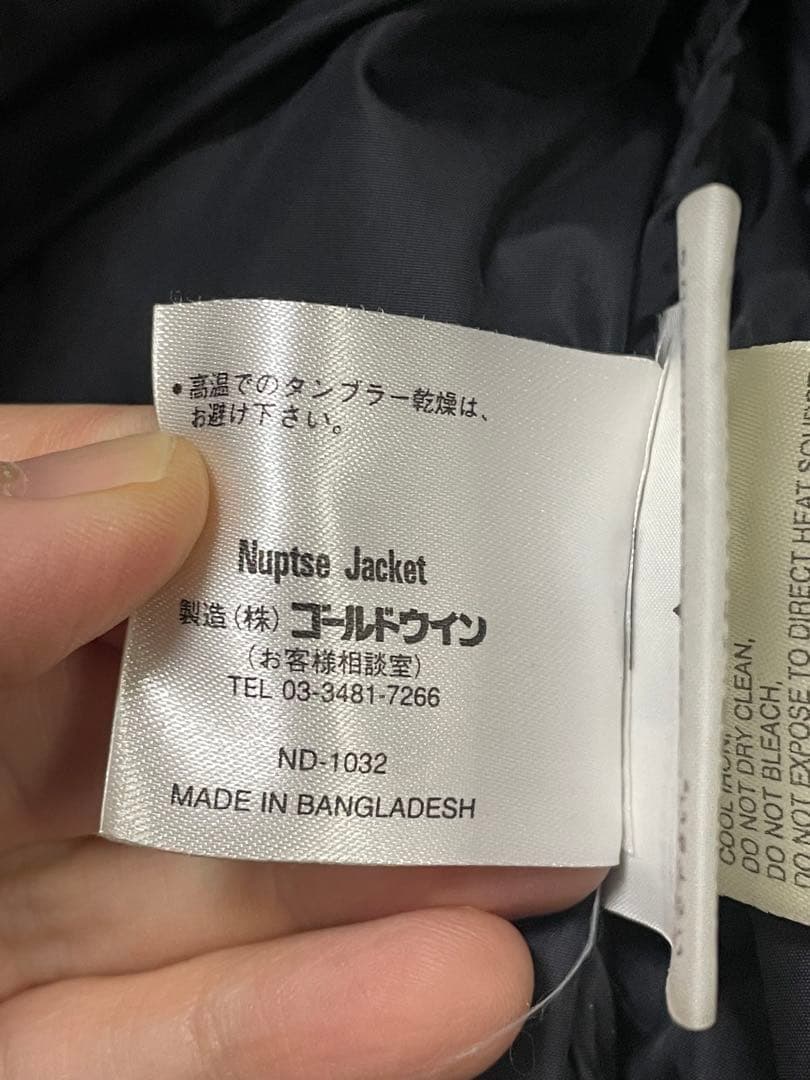 • 高温でのタンブラー乾燥は、
お避け下さい。
Nuptse Jacket
製造(株)ゴールドウイン
(お客様相談室)
TEL 03-3481-7266
ND-1032
MADE IN BANGLADESH
DO NOT DRY CLEAN,
DO NOT BLEACH,
DO NOT EXPOSE TO DIRECT HEAT